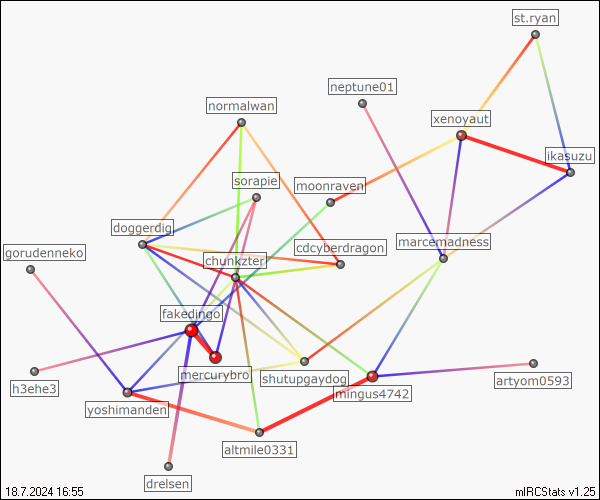 st.ryan
neptune01
normalwan
xenoyaut
ikasuzu
sorapie
moonraven
doggerdig
marcemadness
gorudenneko
chunkzter
cdcyberdragon
fakedingo
mercurybro
h3ehe3
shutupgaydog
artyom0593
mingus4742
yoshimanden
altmile0331
drelsen
18.7.2024 16:55
mIRCStats v1.25